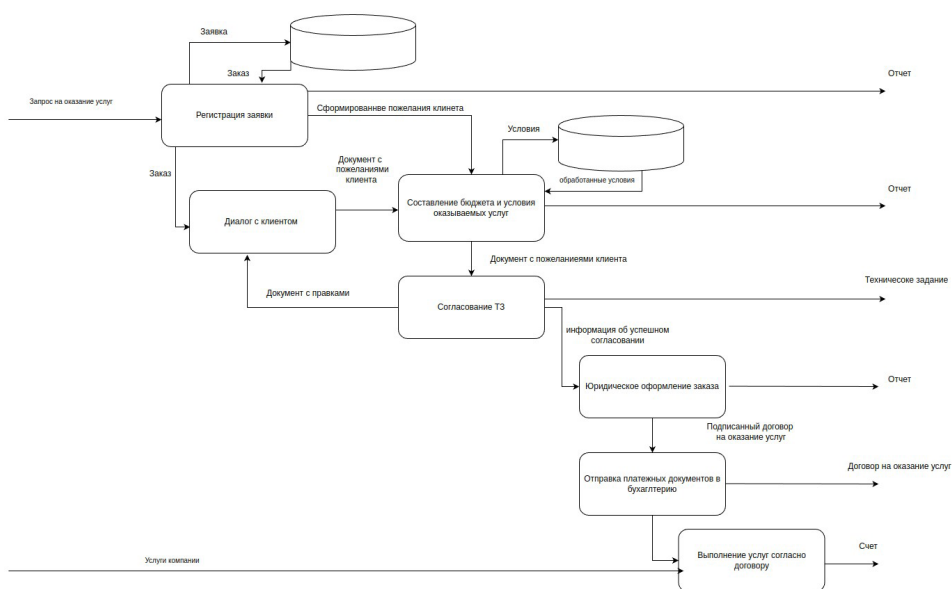 Заявка
Заказ
Отчет
Запрос на оказание услуг
Сформированнве пожелания клинета
Регистрация заявки
Условия
Документ с
пожеланиями
клиента
Заказ
обработанные условия
Отчет
Составление бюджета и условия
оказываемых услуг
Диалог с клиентом
Документ с пожеланиеями клиента
Техничесоке задание
Документ с правками
Согласование ТЗ
информация об успешном
согласовании
Юридическое оформление заказа
Отчет
Подписанный договор
на оказание услуг
Договор на оказание услуг
Отправка платежных документов в
бухаглтерию
Счет
Выполнение услуг согласно
договору
Услуги компании